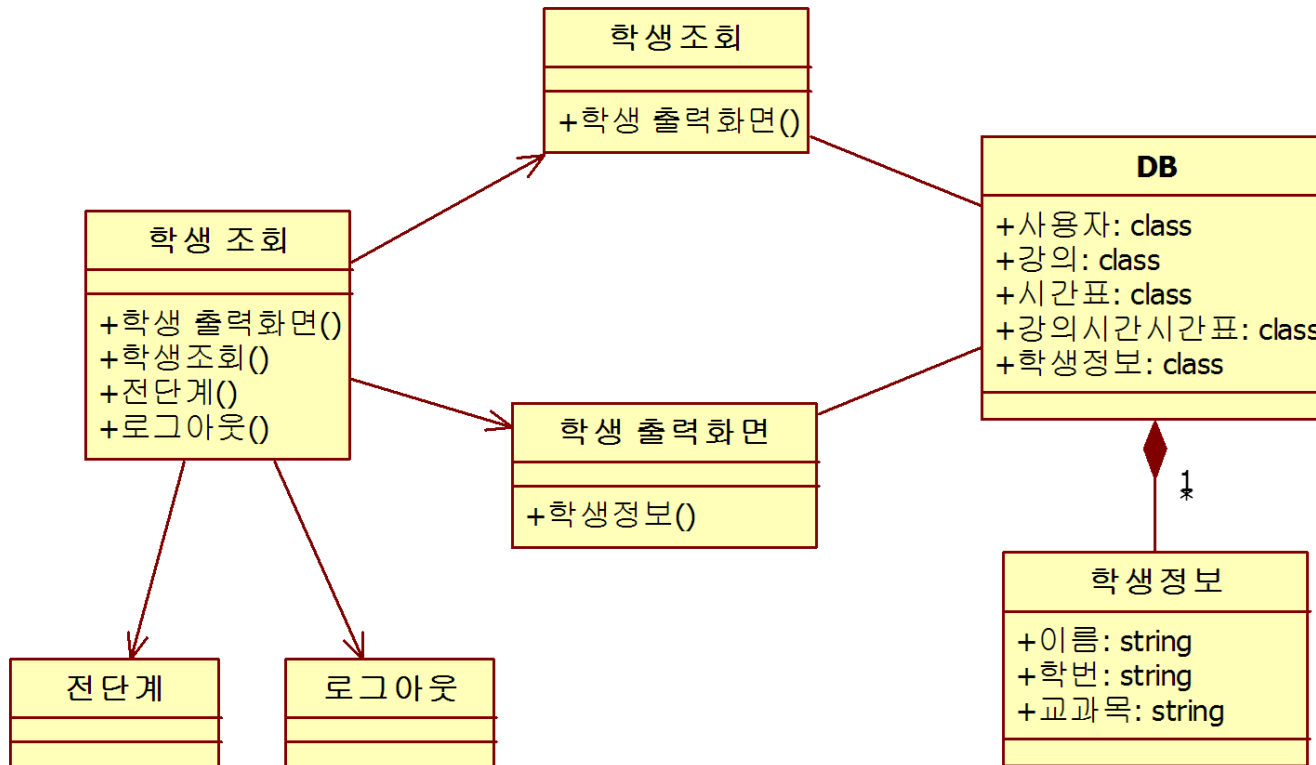 학생조회
+학생 출력화면()
DB
+사용자: class
+강의: class
+시간표: class
+강의시간시간표: class
+학생정보: class
학생 조회
+학생 출력화면()
+학생조회()
+전단계()
+로그아웃()
학생 출력화면
+학생정보()
1
*
학생정보
+이름: string
+학번: string
+교과목: string
전단계
로그아웃